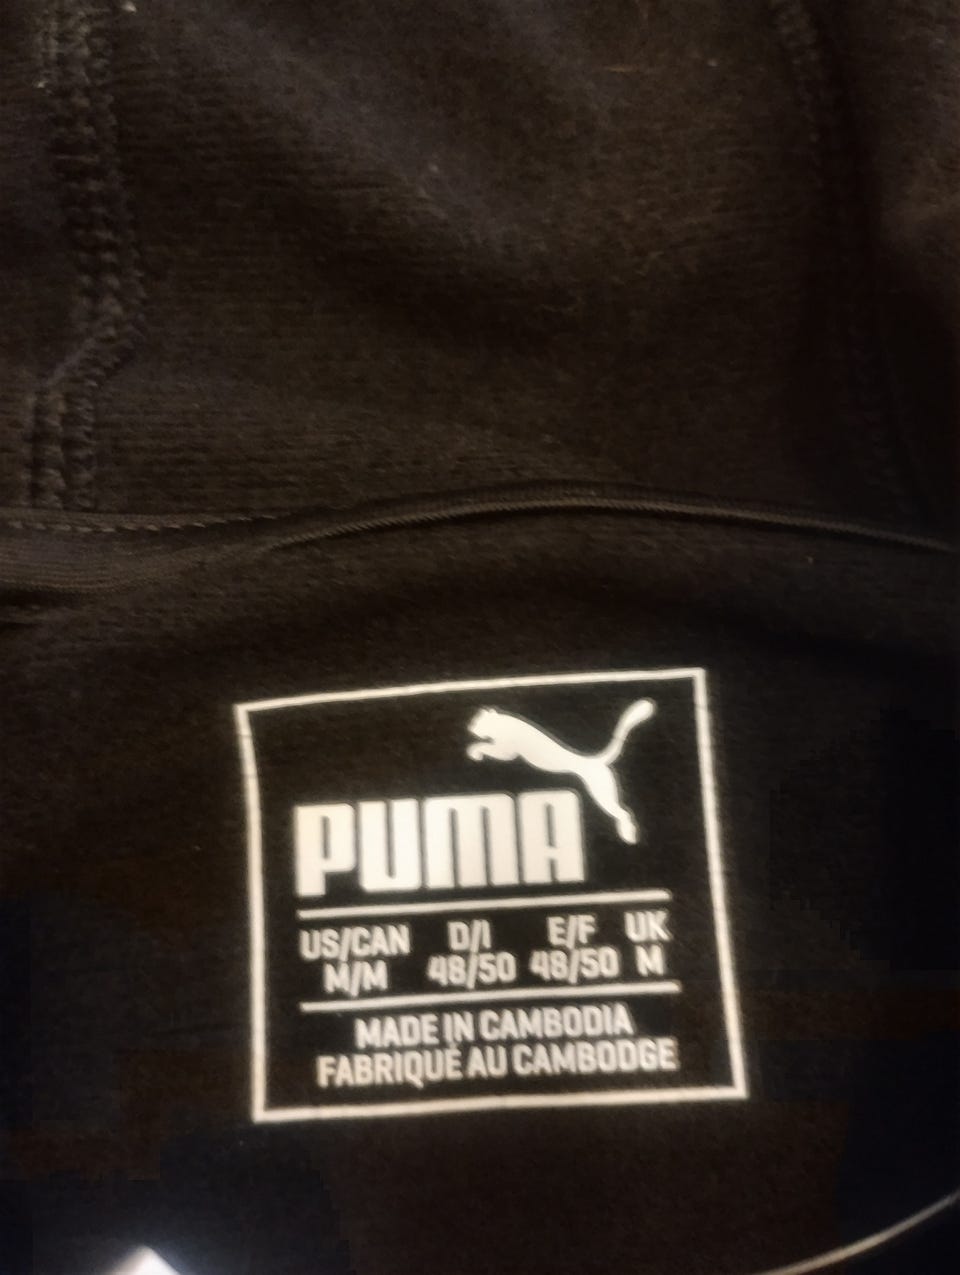 PUMA
US/CAN D/I E/F UK
M/M 48/50 48/50 M
MADE IN CAMBODIA
FABRIQUÉ AU CAMBODGE